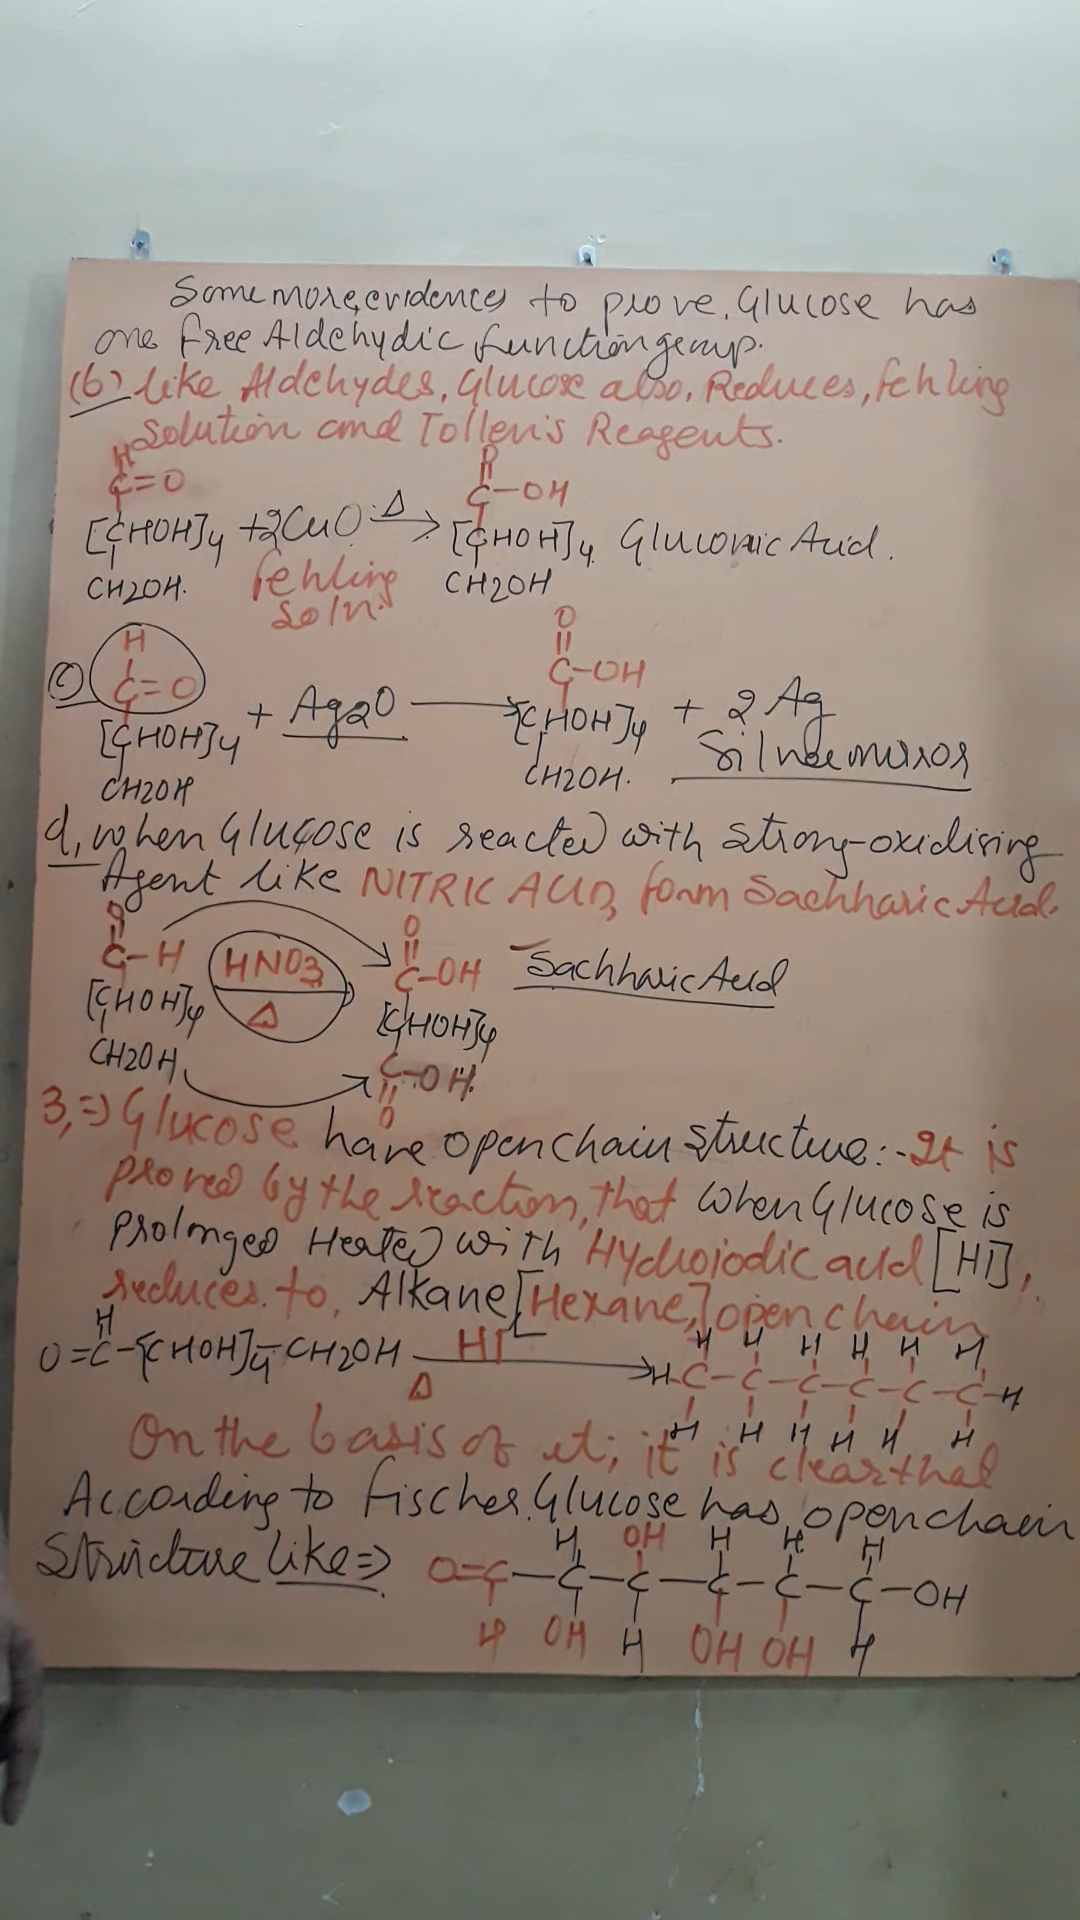 Some more, evidences to prove, Glucose has
one free Aldehydic function group.
(b) like Aldehydes, Glucose also, Reduces, fehling
Solution and Tollen's Reagents.
H
C=O
[CHOH]4 +2CuO Δ→
CH2OH.
fehling
Soln.
O
C-OH
[CHOH]4 Gluconic Acid.
CH2OH
(c)
H
C=O
[CHOH]4 + Ag2O →
CH2OH
O
C-OH
[CHOH]4 + 2 Ag
CH2OH.
d, when Glucose is reacted with strong-oxidising
Agent like NITRIC ACID, form Sachharic Acid.
O
C-H
[CHOH]4
CH2OH
HNO3
Δ
O
C-OH
[CHOH]4
C-OH
O
Sachharic Acid
3,=> Glucose have open chain structure:- It is
proved by the reaction, that when Glucose is
prolonged Heated with Hydroiodic acid [HI],
reduces to, Alkane [Hexane,] open chain
H
O=C-[CHOH]4-CH2OH HI →
Δ
H H H H H H
H-C-C-C-C-C-C-H
H H H H H H
On the basis of it; it is clear that
According to Fischer, Glucose has open chain
Structure like =>
H OH H H H
O=C-C-C-C-C-C-OH
H OH H OH OH H